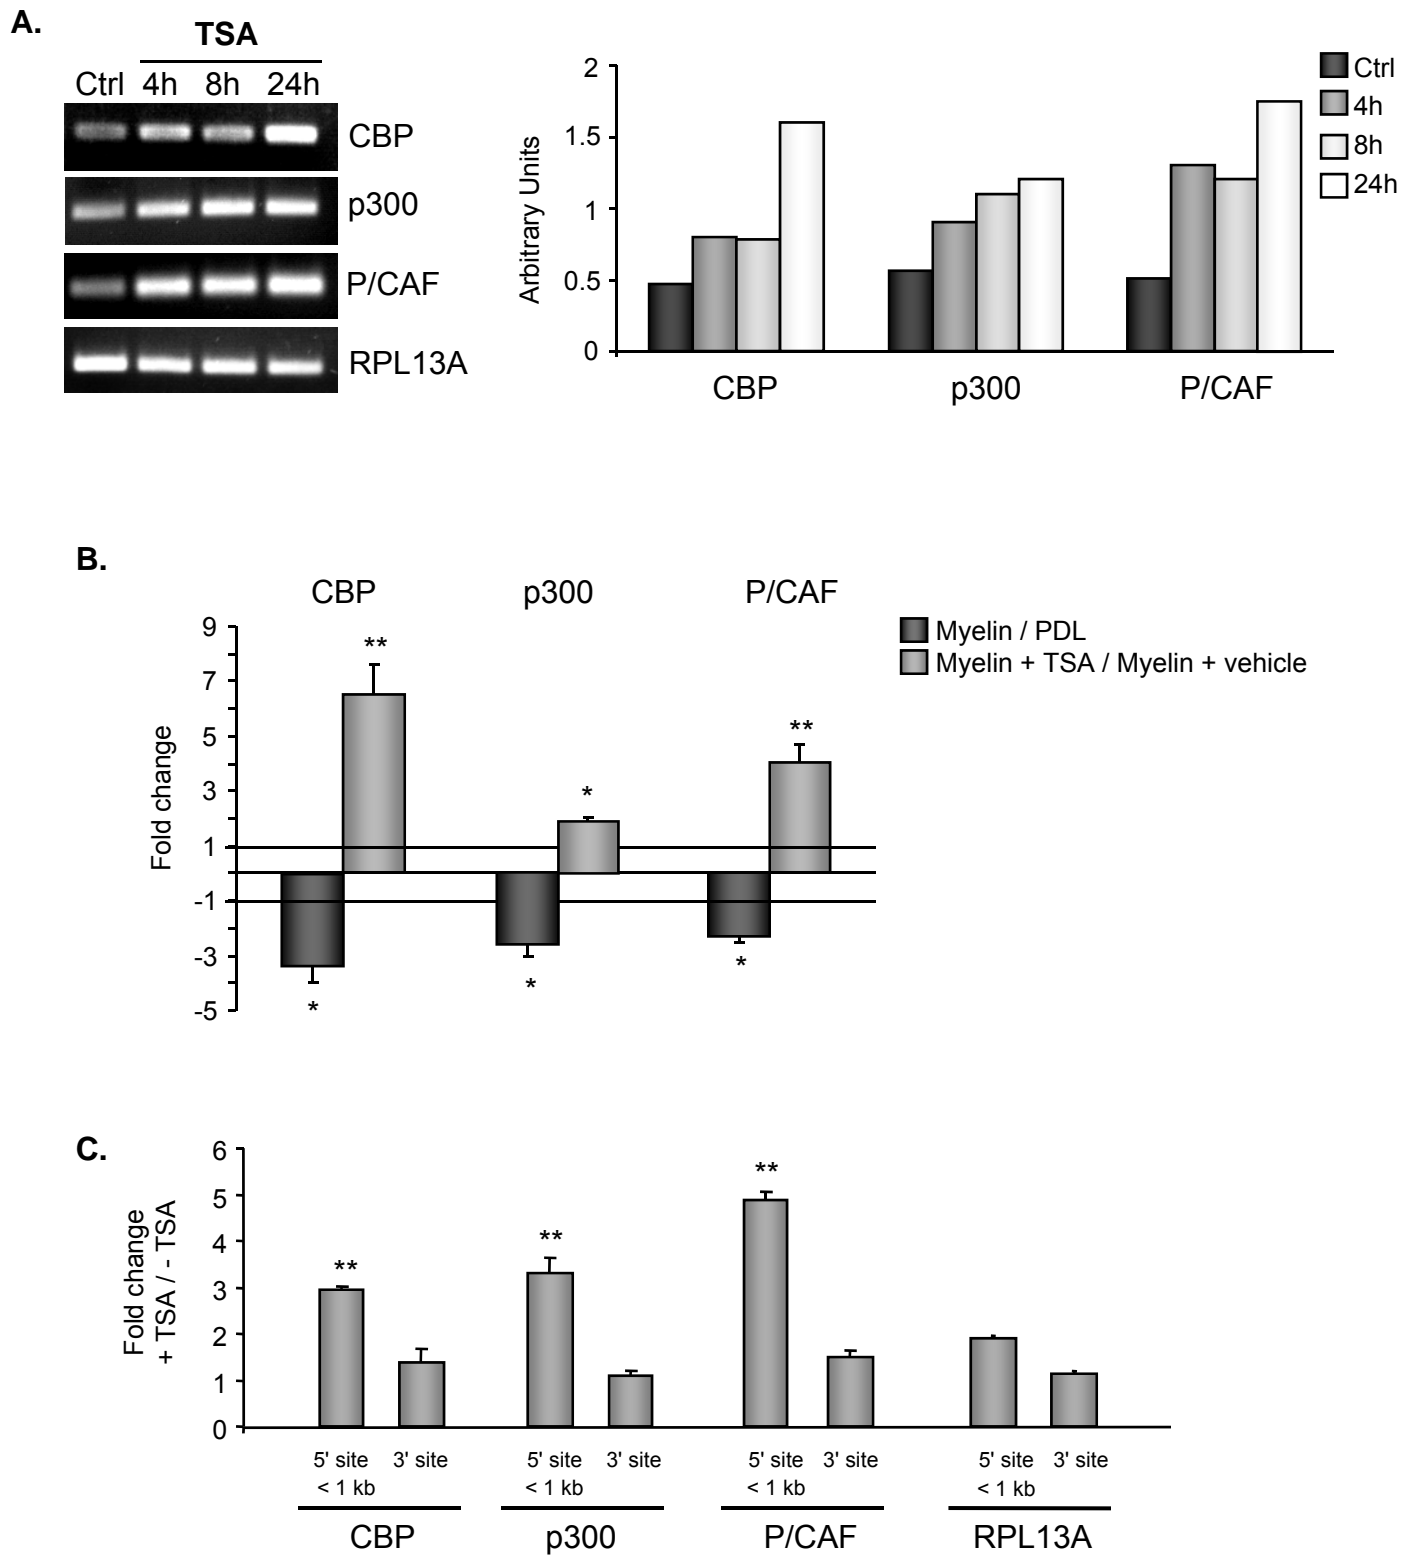 A.
TSA
Ctrl 4h 8h 24h
CBP
p300
P/CAF
RPL13A
Arbitrary Units
2
1.5
1
0.5
0
CBP p300 P/CAF
Ctrl
4h
8h
24h
B.
CBP p300 P/CAF
Fold change
9
7
5
3
1
-1
-3
-5
** * **
* * *
Myelin / PDL
Myelin + TSA / Myelin + vehicle
C.
Fold change
+ TSA / - TSA
6
5
4
3
2
1
0
** ** **
5' site 3' site 5' site 3' site 5' site 3' site 5' site 3' site
< 1 kb < 1 kb < 1 kb < 1 kb
CBP p300 P/CAF RPL13A